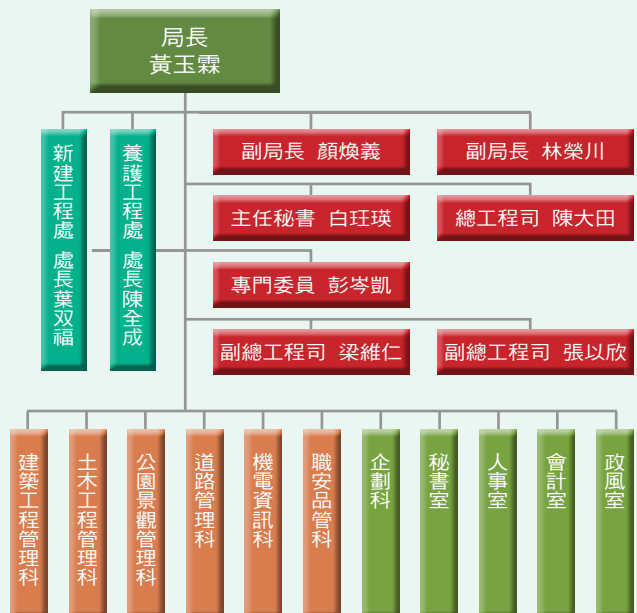 局長
黃玉霖
副局長 顏煥義
副局長 林榮川
新建工程處 處長葉双福
養護工程處 處長陳全成
主任秘書 白玨瑛
總工程司 陳大田
專門委員 彭岑凱
副總工程司 梁維仁
副總工程司 張以欣
建築工程管理科
土木工程管理科
公園景觀管理科
道路管理科
機電資訊科
職安品管科
企劃科
秘書室
人事室
會計室
政風室